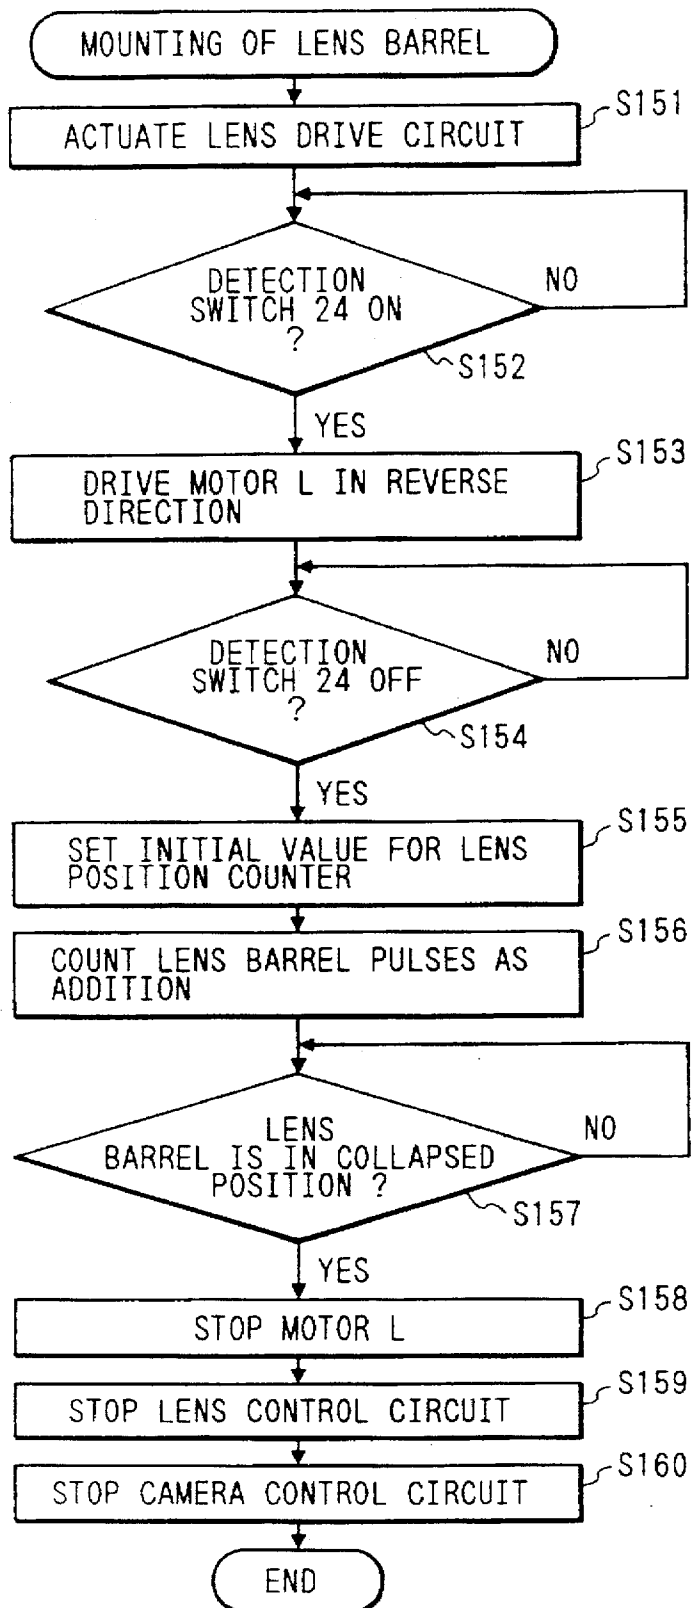 MOUNTING OF LENS BARREL
S151
ACTUATE LENS DRIVE CIRCUIT
DETECTION
SWITCH 24 ON
?
NO
S152
YES
S153
DRIVE MOTOR L IN REVERSE
DIRECTION
DETECTION
SWITCH 24 OFF
?
NO
S154
YES
S155
SET INITIAL VALUE FOR LENS
POSITION COUNTER
S156
COUNT LENS BARREL PULSES AS
ADDITION
LENS
BARREL IS IN COLLAPSED
POSITION ?
NO
S157
YES
S158
STOP MOTOR L
S159
STOP LENS CONTROL CIRCUIT
S160
STOP CAMERA CONTROL CIRCUIT
END